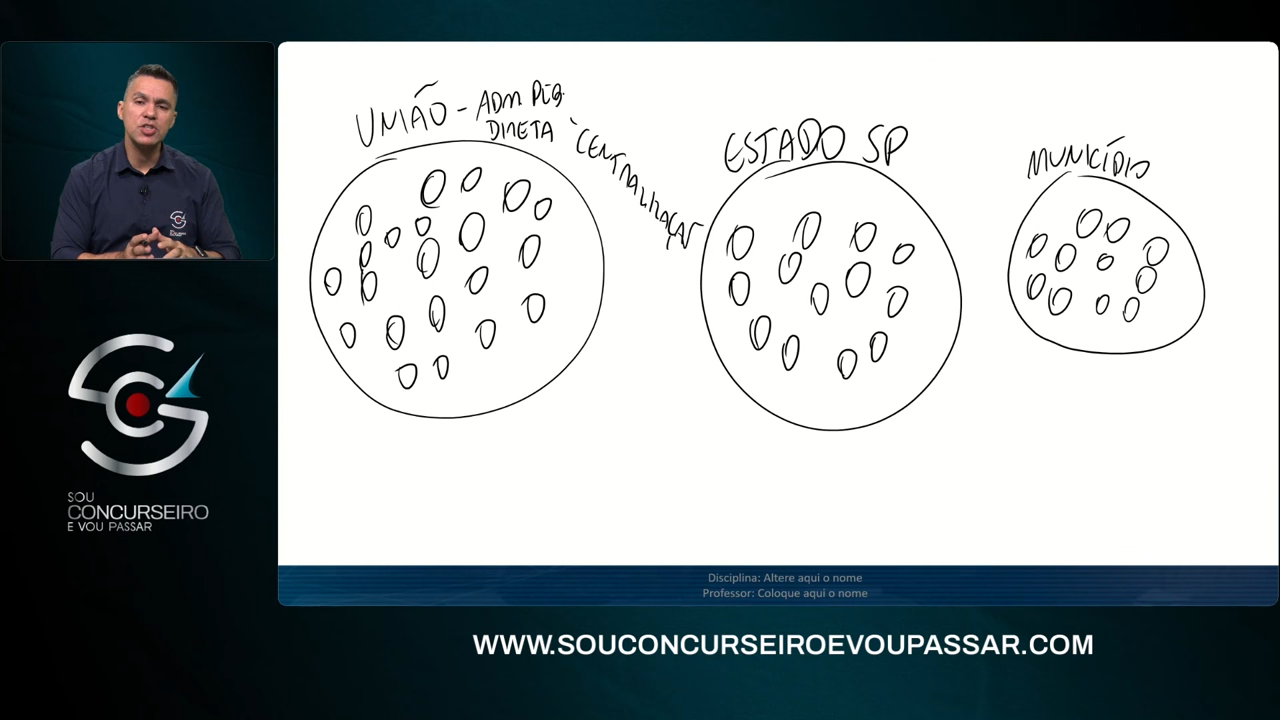 UNIÃO - ADM PÚB.
DIRETA - CENTRALIZAÇÃO
ESTADO SP
MUNICÍPIO
SOU
CONCURSEIRO
E VOU PASSAR
Disciplina: Altere aqui o nome
Professor: Coloque aqui o nome
WWW.SOUCONCURSEIROEVOUPASSAR.COM